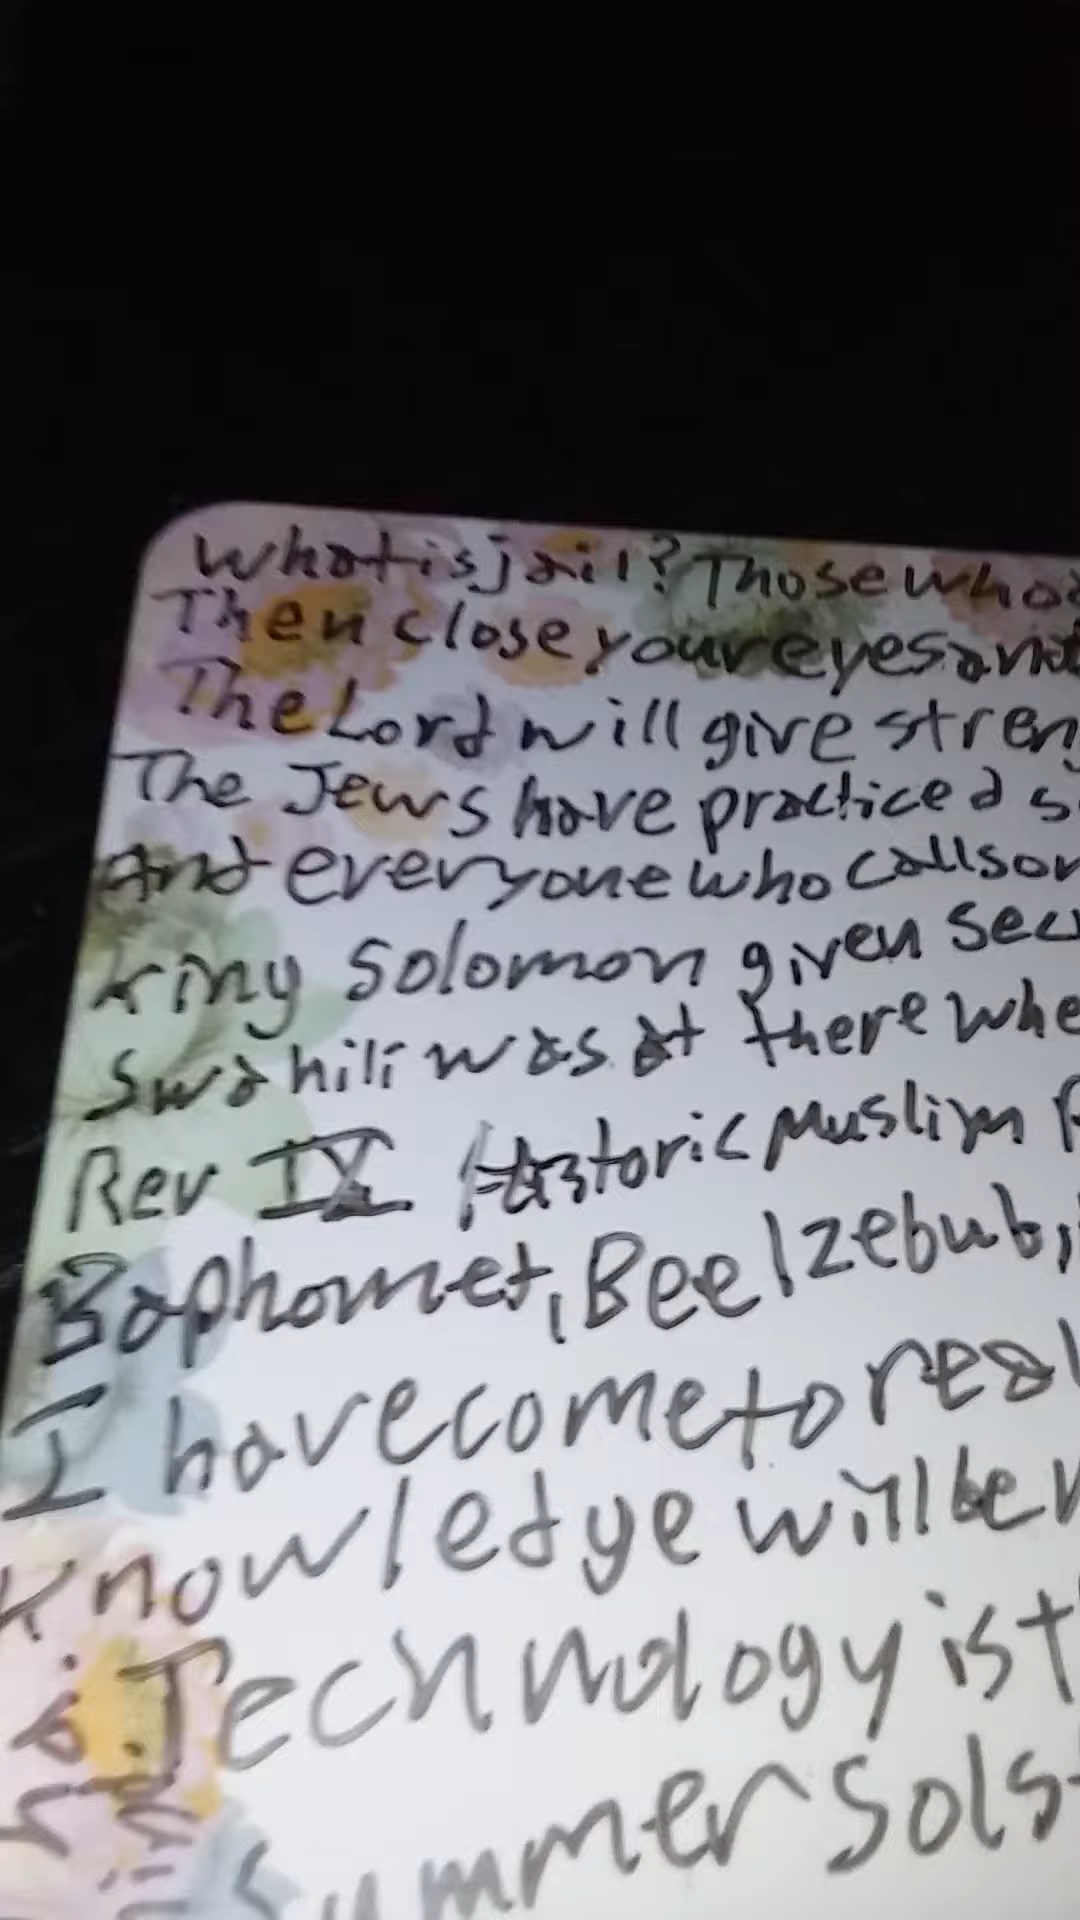 What is jail? Those who
Then close your eyes and
The Lord will give stren
The Jews have practiced s
And everyone who calls on
King Solomon given sec
Swahili was at there whe
Rev IX Historic Muslim
Baphomet, Beelzebub,
I have come to real
Knowledge will be
Technology is t
Summer Sols